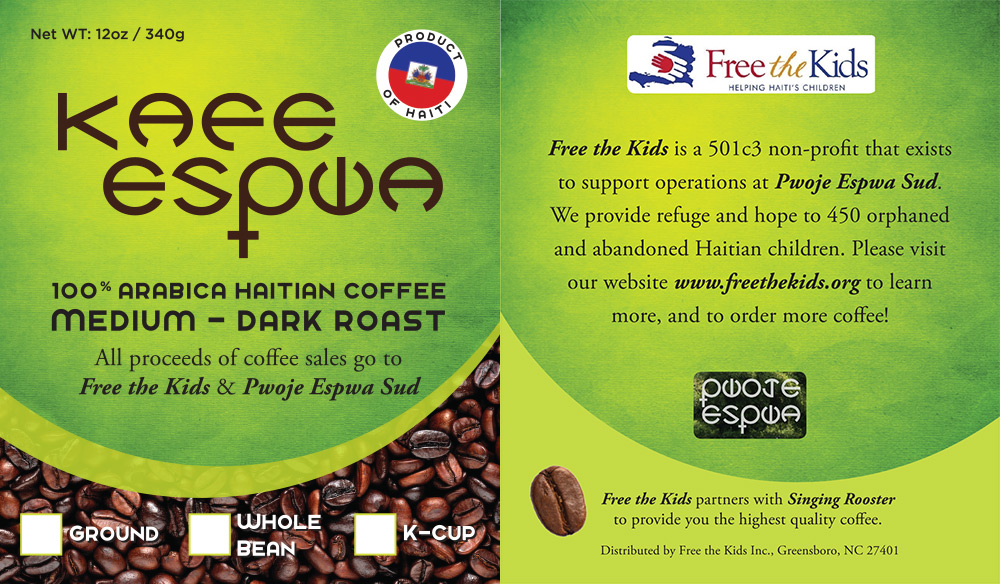 Net WT: 12oz / 340g
PRODUCT
OF HAITI
KAFE
ESPWA
100% ARABICA HAITIAN COFFEE
MEDIUM – DARK ROAST
All proceeds of coffee sales go to
Free the Kids & Pwoje Espwa Sud
GROUND
WHOLE
BEAN
K-CUP
Free the Kids
HELPING HAITI'S CHILDREN
Free the Kids is a 501c3 non-profit that exists
to support operations at Pwoje Espwa Sud.
We provide refuge and hope to 450 orphaned
and abandoned Haitian children. Please visit
our website www.freethekids.org to learn
more, and to order more coffee!
PWOJE
ESPWA
Free the Kids partners with Singing Rooster
to provide you the highest quality coffee.
Distributed by Free the Kids Inc., Greensboro, NC 27401